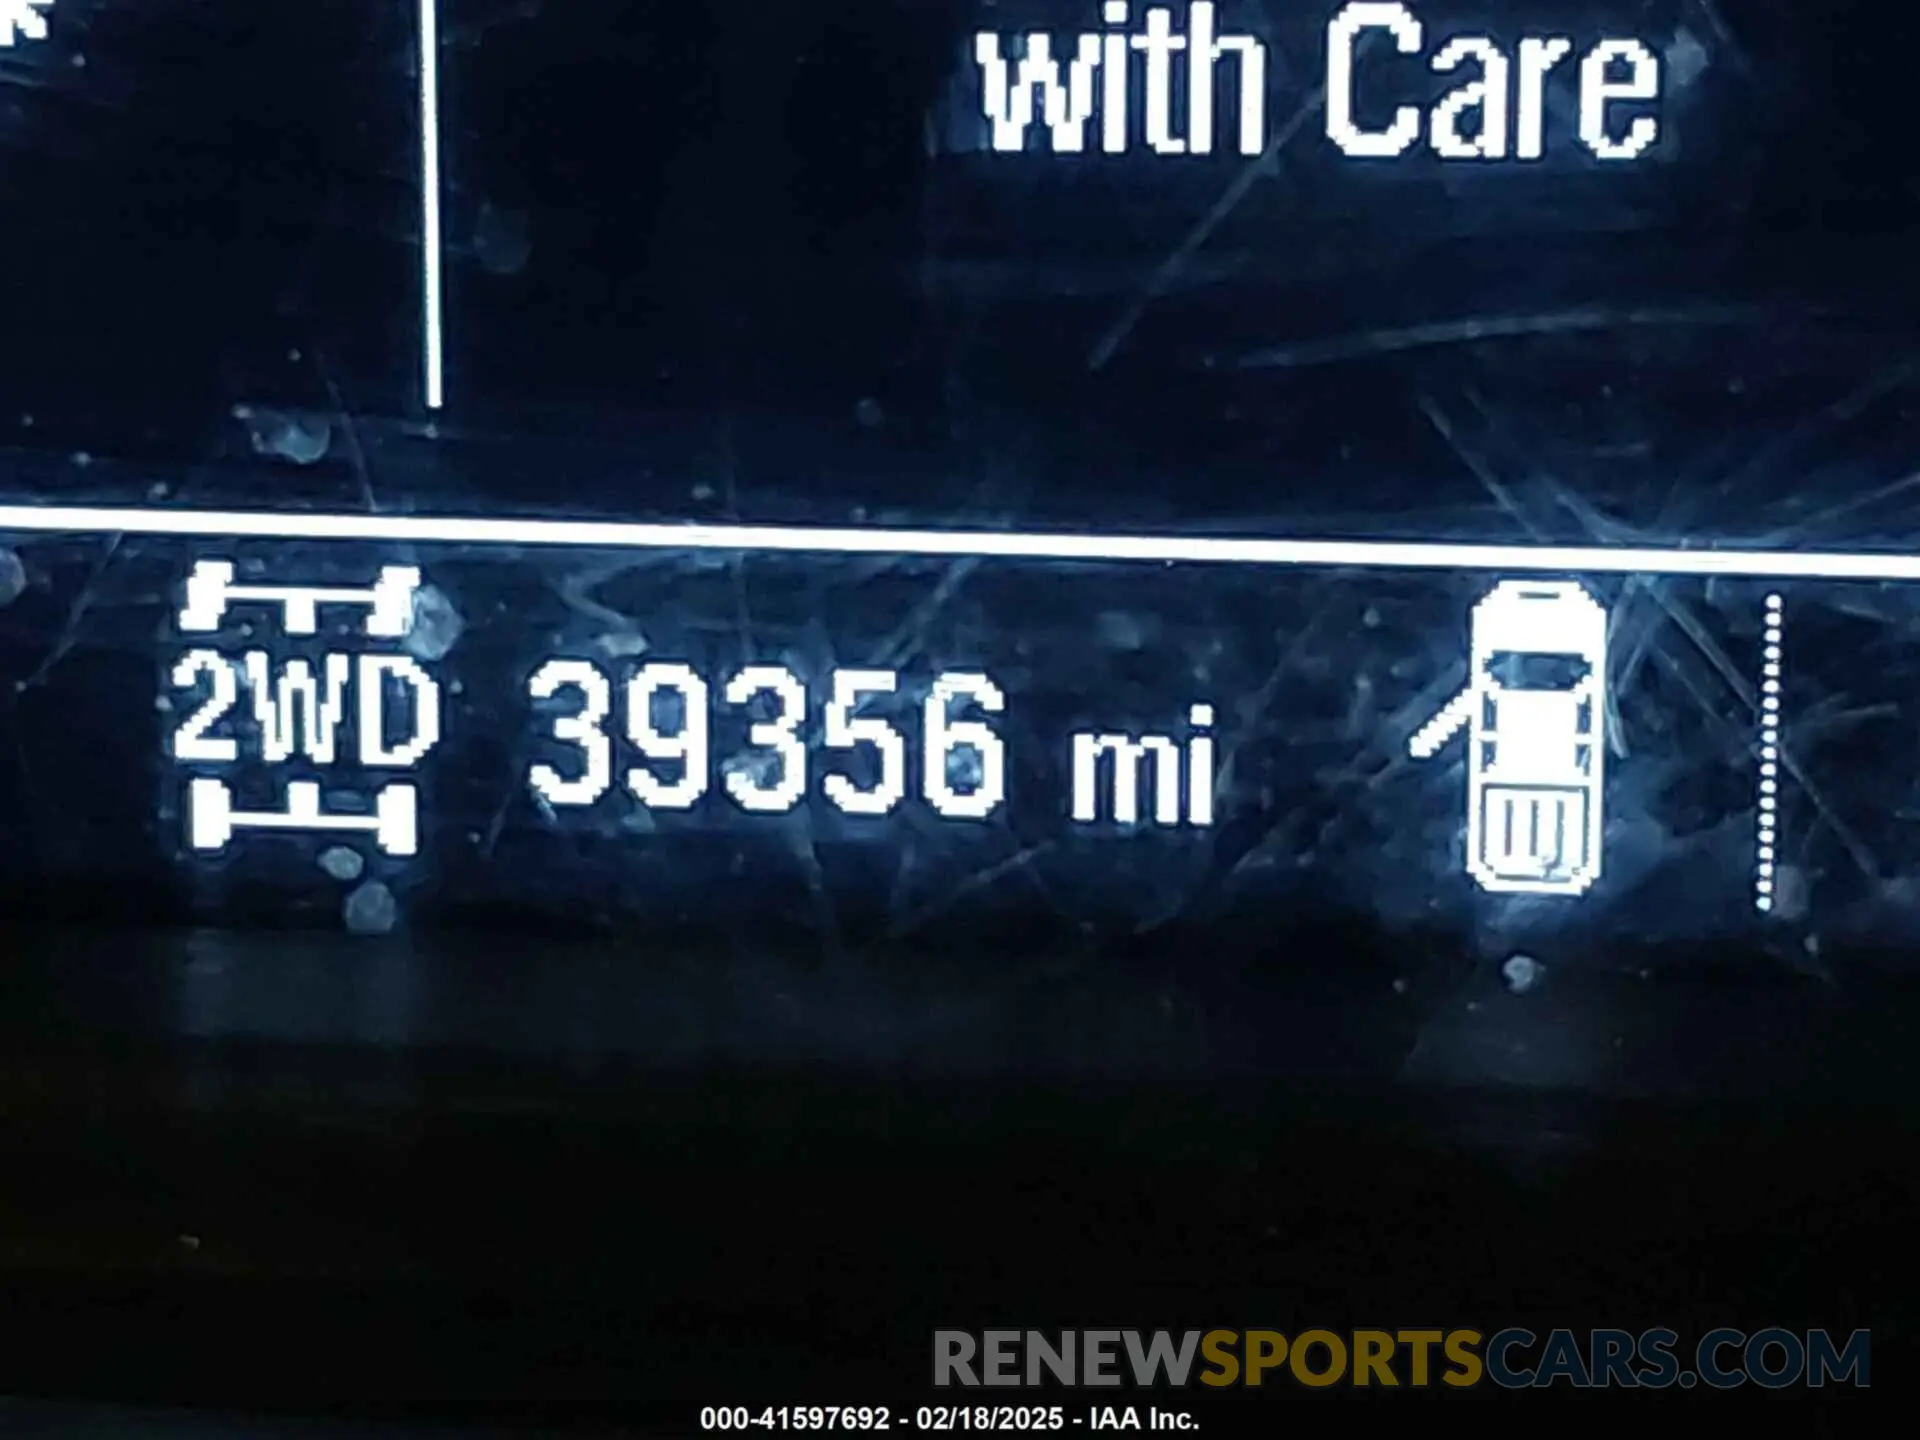 with Care
2WD 39356 mi
RENEWSPORTSCARS.COM
000-41597692 - 02/18/2025 - IAA Inc.